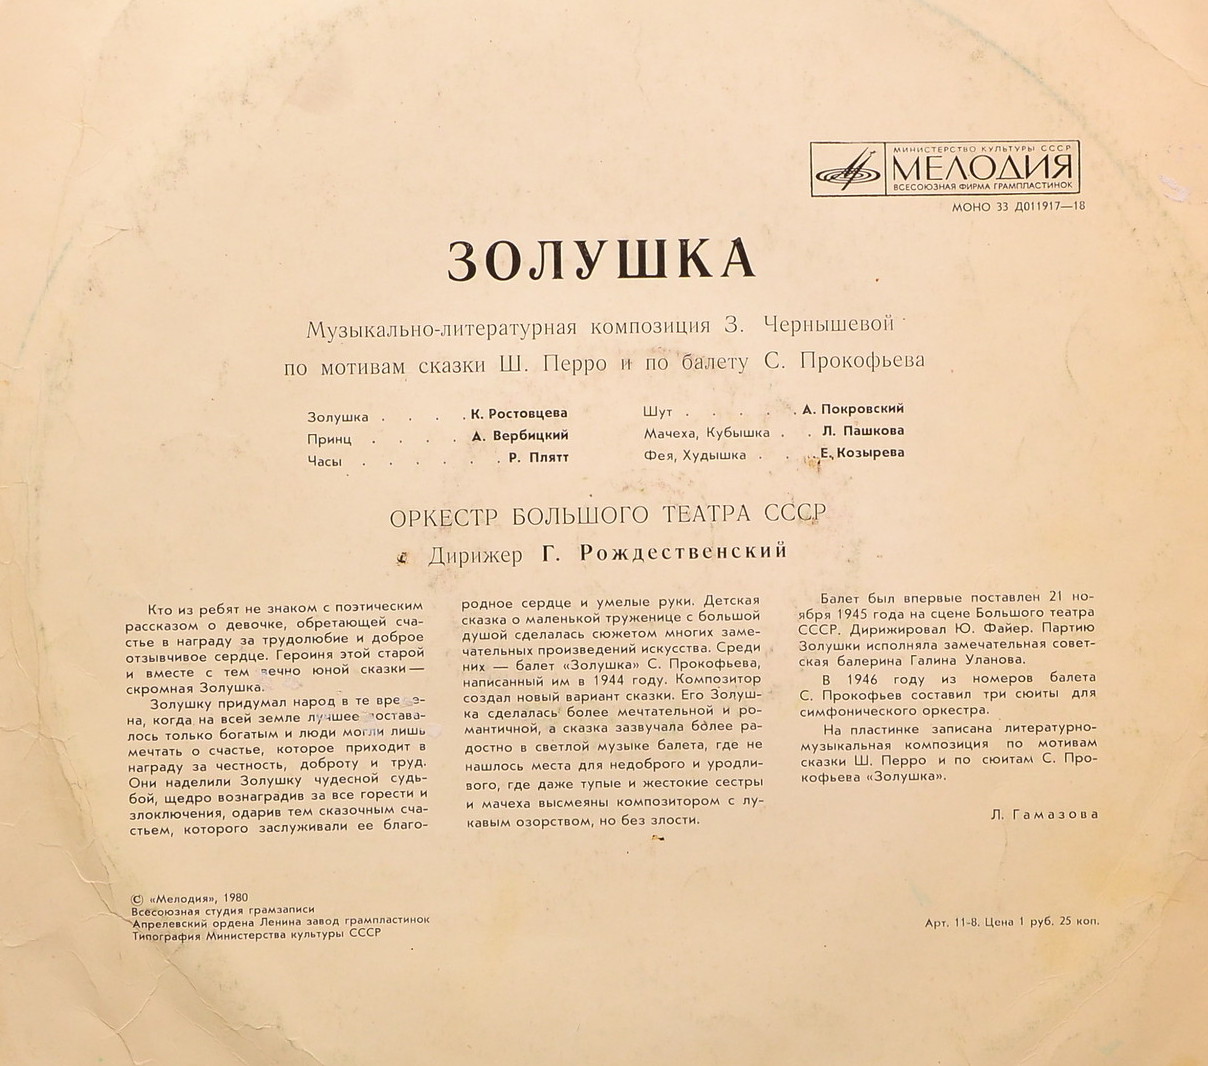 МИНИСТЕРСТВО КУЛЬТУРЫ СССР
МЕЛОДИЯ
ВСЕСОЮЗНАЯ ФИРМА ГРАМПЛАСТИНОК
МОНО 33 Д011917—18
ЗОЛУШКА
Музыкально-литературная композиция З. Чернышевой
по мотивам сказки Ш. Перро и по балету С. Прокофьева
Золушка . . . . К. Ростовцева
Принц . . . . А. Вербицкий
Часы . . . . . . Р. Плятт
Шут . . . . . А. Покровский
Мачеха, Кубышка . . Л. Пашкова
Фея, Худышка . . . Е. Козырева
ОРКЕСТР БОЛЬШОГО ТЕАТРА СССР
Дирижер Г. Рождественский
Кто из ребят не знаком с поэтическим
рассказом о девочке, обретающей сча-
стье в награду за трудолюбие и доброе
отзывчивое сердце. Героиня этой старой
и вместе с тем вечно юной сказки —
скромная Золушка.
Золушку придумал народ в те време-
на, когда на всей земле лучшее достава-
лось только богатым и люди могли лишь
мечтать о счастье, которое приходит в
награду за честность, доброту и труд.
Они наделили Золушку чудесной судь-
бой, щедро вознаградив за все горести и
злоключения, одарив тем сказочным сча-
стьем, которого заслуживали ее благо-
родное сердце и умелые руки. Детская
сказка о маленькой труженице с большой
душой сделалась сюжетом многих заме-
чательных произведений искусства. Среди
них — балет «Золушка» С. Прокофьева,
написанный им в 1944 году. Композитор
создал новый вариант сказки. Его Золуш-
ка сделалась более мечтательной и ро-
мантичной, а сказка зазвучала более ра-
достно в светлой музыке балета, где не
нашлось места для недоброго и уродли-
вого, где даже тупые и жестокие сестры
и мачеха высмеяны композитором с лу-
кавым озорством, но без злости.
Балет был впервые поставлен 21 но-
ября 1945 года на сцене Большого театра
СССР. Дирижировал Ю. Файер. Партию
Золушки исполняла замечательная совет-
ская балерина Галина Уланова.
В 1946 году из номеров балета
С. Прокофьев составил три сюиты для
симфонического оркестра.
На пластинке записана литературно-
музыкальная композиция по мотивам
сказки Ш. Перро и по сюитам С. Про-
кофьева «Золушка».
Л. Гамазова
© «Мелодия», 1980
Всесоюзная студия грамзаписи
Апрелевский ордена Ленина завод грампластинок
Типография Министерства культуры СССР
Арт. 11-8. Цена 1 руб. 25 коп.